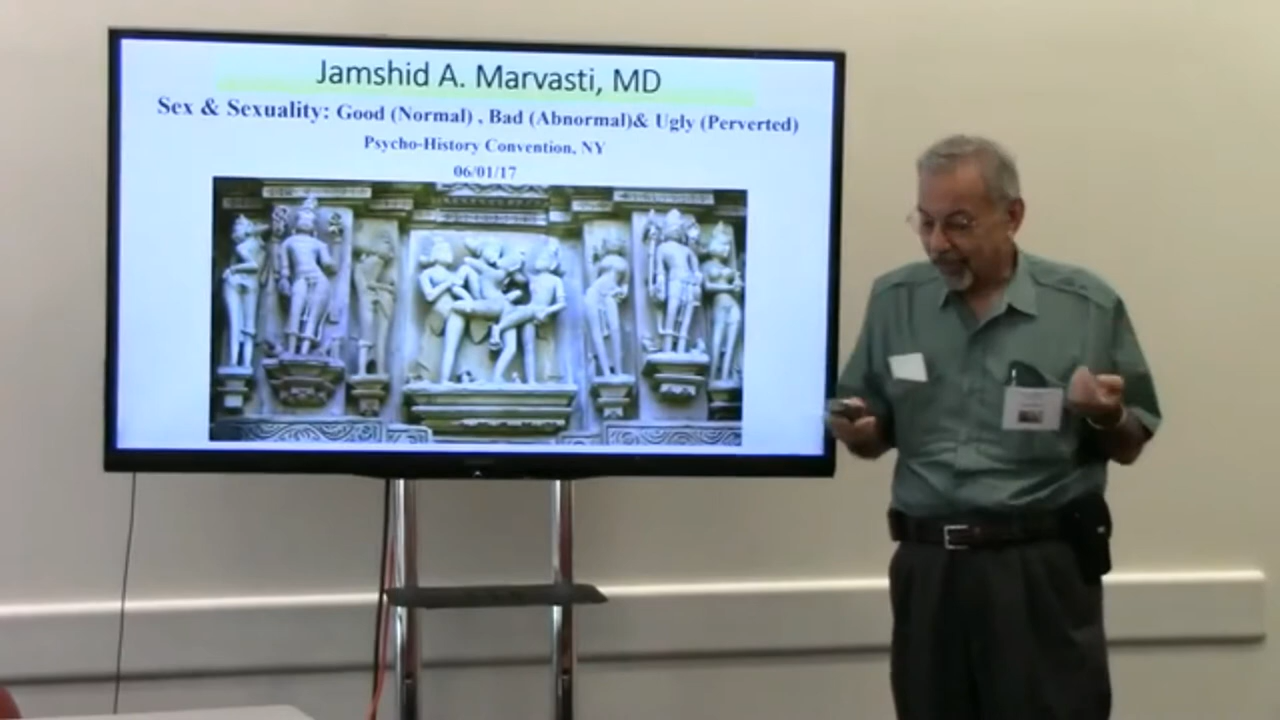 Jamshid A. Marvasti, MD
Sex & Sexuality: Good (Normal) , Bad (Abnormal)& Ugly (Perverted)
Psycho-History Convention, NY
06/01/17